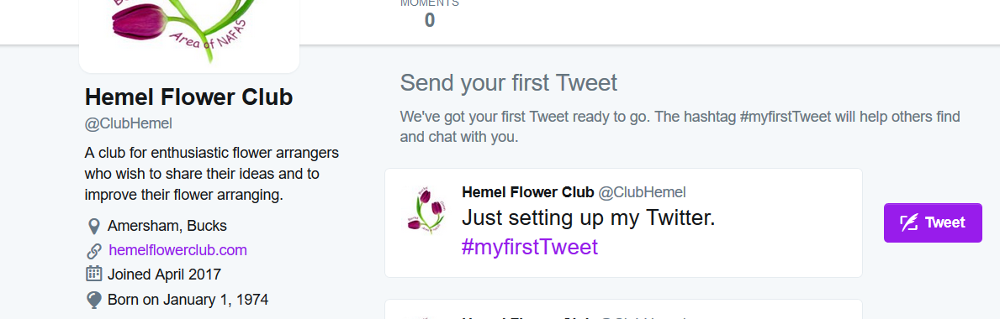 MOMENTS
0
Area of NAFAS
Hemel Flower Club
@ClubHemel
A club for enthusiastic flower arrangers
who wish to share their ideas and to
improve their flower arranging.
Amersham, Bucks
hemelflowerclub.com
Joined April 2017
Born on January 1, 1974
Send your first Tweet
We've got your first Tweet ready to go. The hashtag #myfirstTweet will help others find
and chat with you.
Hemel Flower Club @ClubHemel
Just setting up my Twitter.
#myfirstTweet
Tweet